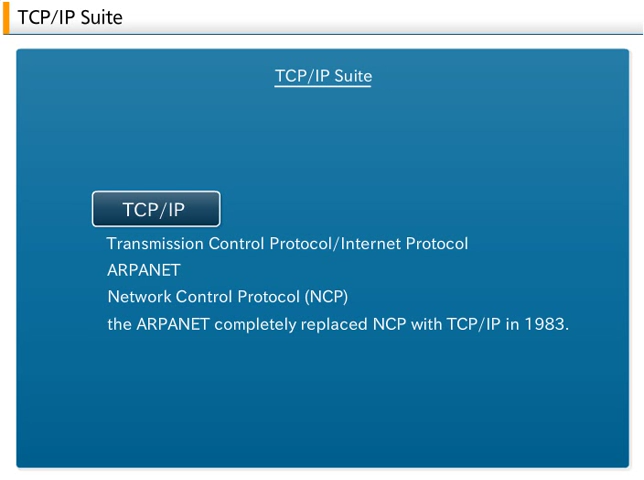 TCP/IP Suite
TCP/IP Suite
TCP/IP
Transmission Control Protocol/Internet Protocol
ARPANET
Network Control Protocol (NCP)
the ARPANET completely replaced NCP with TCP/IP in 1983.